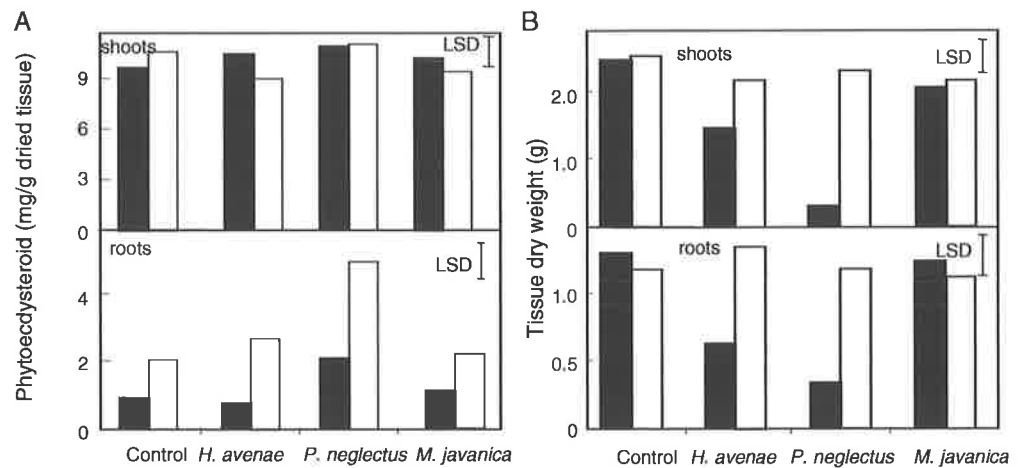 A
Phytoecdysteroid (mg/g dried tissue)
shoots
LSD
9
6
3
0
roots
LSD
4
2
0
Control H. avenae P. neglectus M. javanica
B
Tissue dry weight (g)
shoots
LSD
2.0
1.0
0
roots
LSD
1.0
0.5
0
Control H. avenae P. neglectus M. javanica